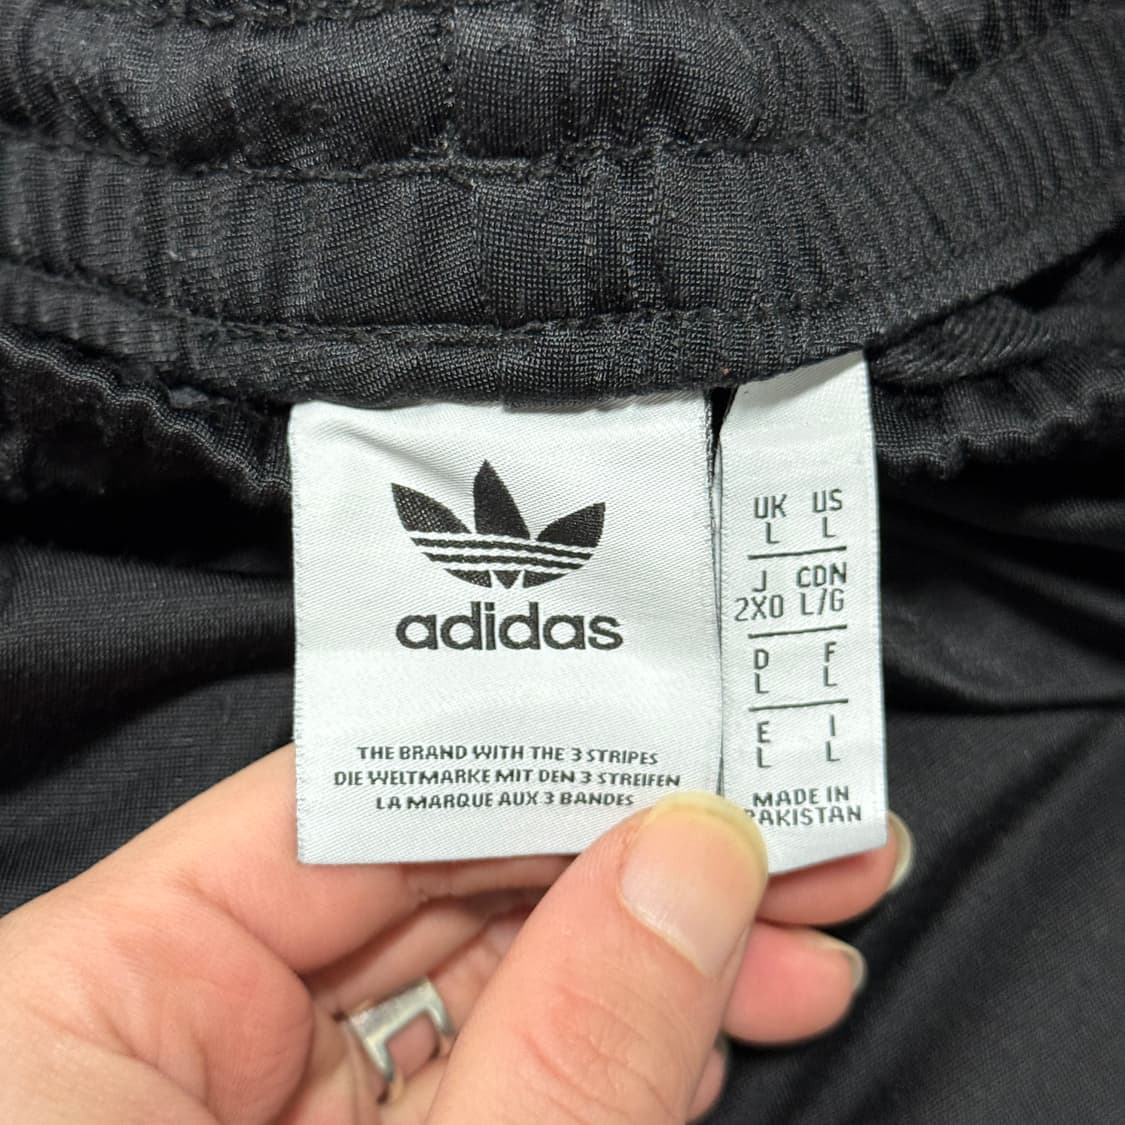 adidas
THE BRAND WITH THE 3 STRIPES
DIE WELTMARKE MIT DEN 3 STREIFEN
LA MARQUE AUX 3 BANDES
UK US
L L
J CDN
2XO L/G
D F
L L
E I
L L
MADE IN
PAKISTAN